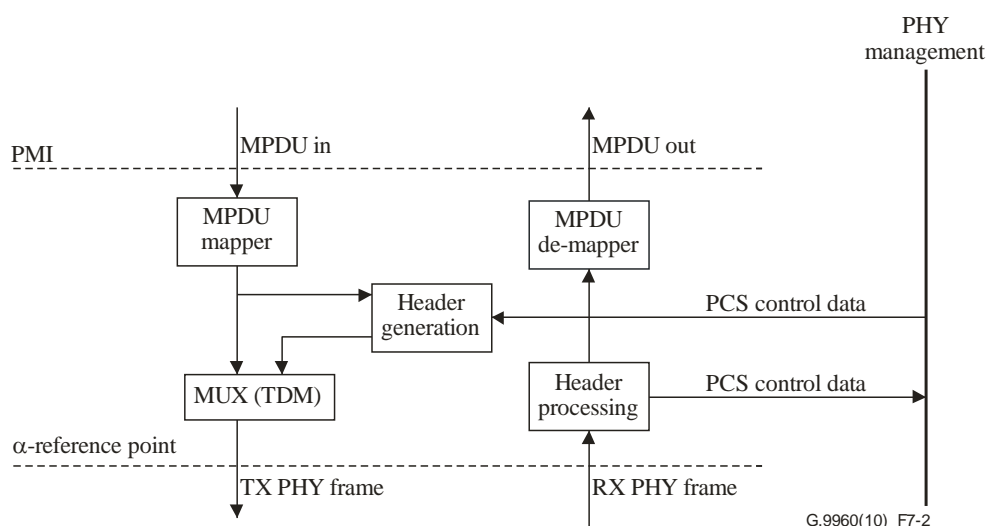 PHY
management
MPDU in
MPDU out
PMI
MPDU
mapper
MPDU
de-mapper
Header
generation
PCS control data
MUX (TDM)
Header
processing
PCS control data
α-reference point
TX PHY frame
RX PHY frame
G.9960(10)_F7-2